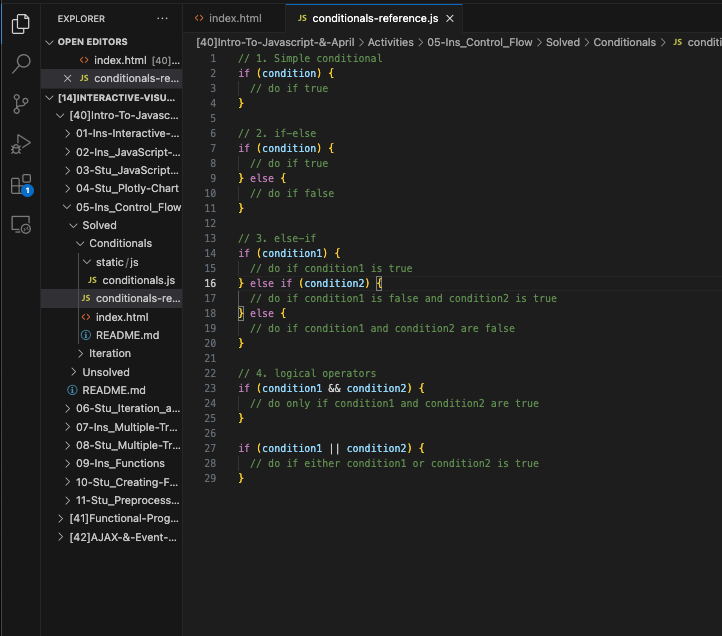 EXPLORER ···
OPEN EDITORS
<> index.html [40]...
× JS conditionals-re...
[14]INTERACTIVE-VISU...
[40]Intro-To-Javasc...
01-Ins-Interactive-...
02-Ins_JavaScript-...
03-Stu_JavaScript...
04-Stu_Plotly-Chart
05-Ins_Control_Flow
Solved
Conditionals
static/js
JS conditionals.js
JS conditionals-re...
<> index.html
README.md
Iteration
Unsolved
README.md
06-Stu_Iteration_a...
07-Ins_Multiple-Tr...
08-Stu_Multiple-Tr...
09-Ins_Functions
10-Stu_Creating-F...
11-Stu_Preprocess...
[41]Functional-Prog...
[42]AJAX-&-Event-...
1
<> index.html
JS conditionals-reference.js ×
[40]Intro-To-Javascript-&-April > Activities > 05-Ins_Control_Flow > Solved > Conditionals > JS conditi
1 // 1. Simple conditional
2 if (condition) {
3 // do if true
4 }
5
6 // 2. if-else
7 if (condition) {
8 // do if true
9 } else {
10 // do if false
11 }
12
13 // 3. else-if
14 if (condition1) {
15 // do if condition1 is true
16 } else if (condition2) {
17 // do if condition1 is false and condition2 is true
18 } else {
19 // do if condition1 and condition2 are false
20 }
21
22 // 4. logical operators
23 if (condition1 && condition2) {
24 // do only if condition1 and condition2 are true
25 }
26
27 if (condition1 || condition2) {
28 // do if either condition1 or condition2 is true
29 }